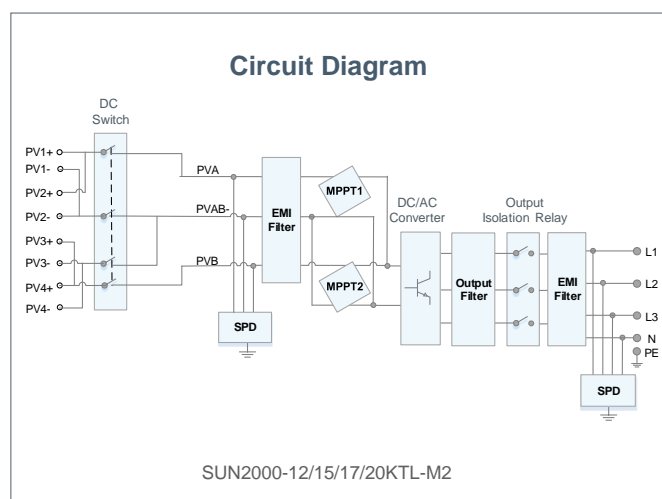 Circuit Diagram
DC
Switch
PV1+
PV1-
PV2+
PV2-
PV3+
PV3-
PV4+
PV4-
PVA
PVAB-
PVB
EMI
Filter
SPD
MPPT1
MPPT2
DC/AC
Converter
Output
Filter
Output
Isolation Relay
EMI
Filter
L1
L2
L3
N
PE
SPD
SUN2000-12/15/17/20KTL-M2